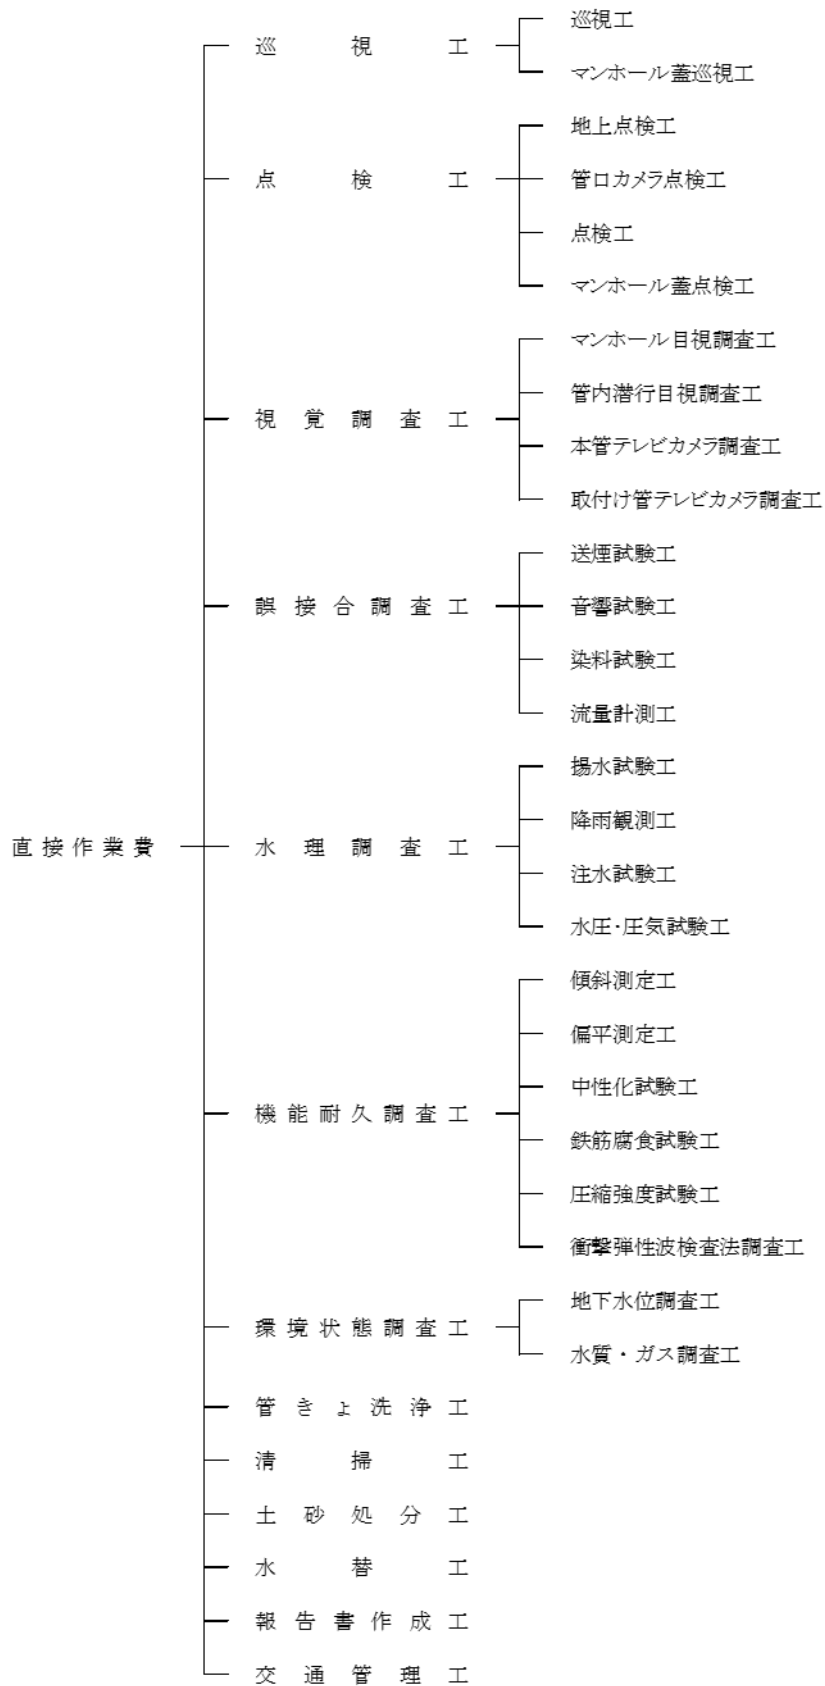 直接作業費
巡視工
巡視工
マンホール蓋巡視工
点検工
地上点検工
管口カメラ点検工
点検工
マンホール蓋点検工
視覚調査工
マンホール目視調査工
管内潜行目視調査工
本管テレビカメラ調査工
取付け管テレビカメラ調査工
誤接合調査工
送煙試験工
音響試験工
染料試験工
流量計測工
水理調査工
揚水試験工
降雨観測工
注水試験工
水圧・圧気試験工
機能耐久調査工
傾斜測定工
偏平測定工
中性化試験工
鉄筋腐食試験工
圧縮強度試験工
衝撃弾性波検査法調査工
環境状態調査工
地下水位調査工
水質・ガス調査工
管きょ洗浄工
清掃工
土砂処分工
水替工
報告書作成工
交通管理工